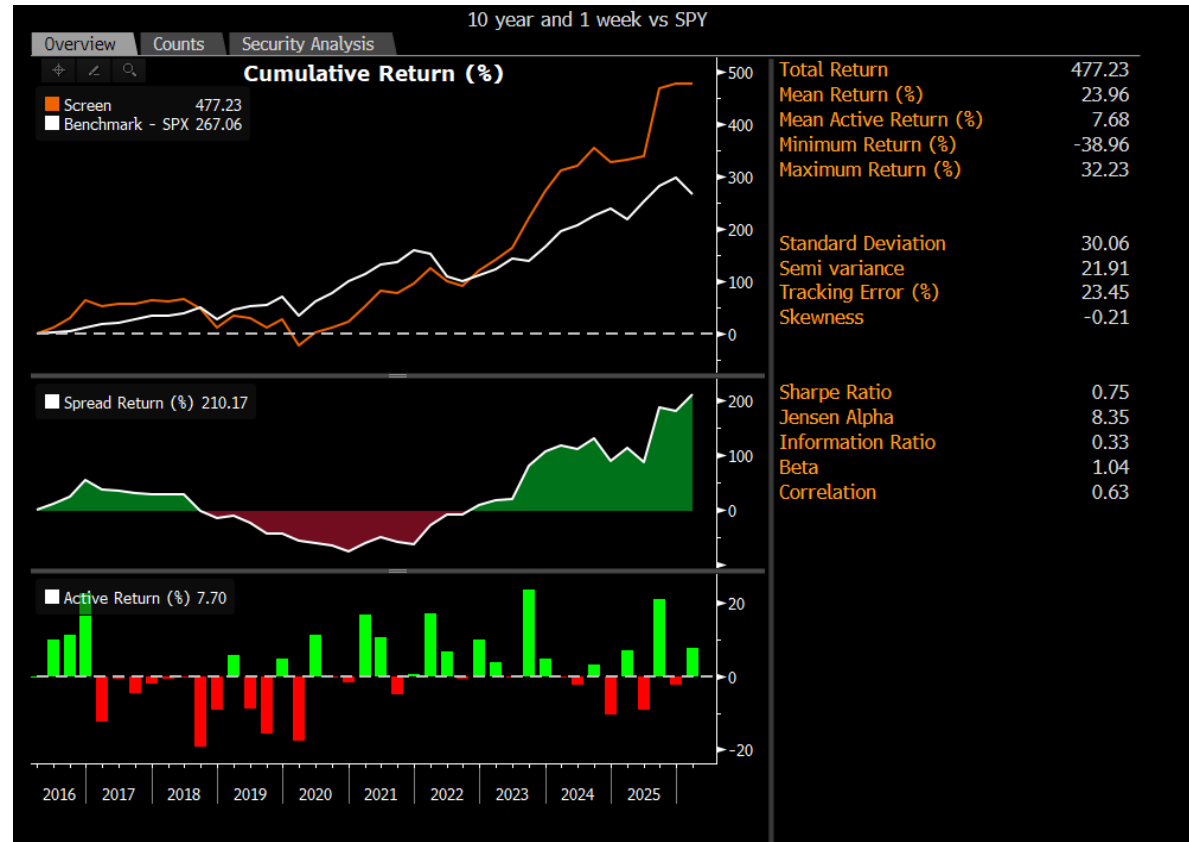 10 year and 1 week vs SPY
Overview Counts Security Analysis
Cumulative Return (%)
Screen 477.23
Benchmark - SPX 267.06
500
400
300
200
100
0
Spread Return (%) 210.17
200
100
0
Active Return (%) 7.70
20
0
-20
2016 2017 2018 2019 2020 2021 2022 2023 2024 2025
Total Return 477.23
Mean Return (%) 23.96
Mean Active Return (%) 7.68
Minimum Return (%) -38.96
Maximum Return (%) 32.23
Standard Deviation 30.06
Semi variance 21.91
Tracking Error (%) 23.45
Skewness -0.21
Sharpe Ratio 0.75
Jensen Alpha 8.35
Information Ratio 0.33
Beta 1.04
Correlation 0.63